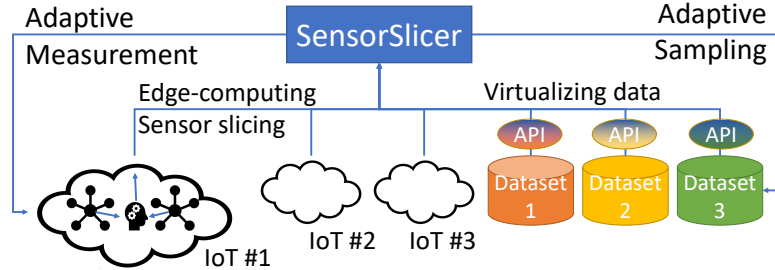 Adaptive
Measurement
SensorSlicer
Adaptive
Sampling
Edge-computing
Sensor slicing
Virtualizing data
API
API
API
Dataset
1
Dataset
2
Dataset
3
IoT #1
IoT #2
IoT #3